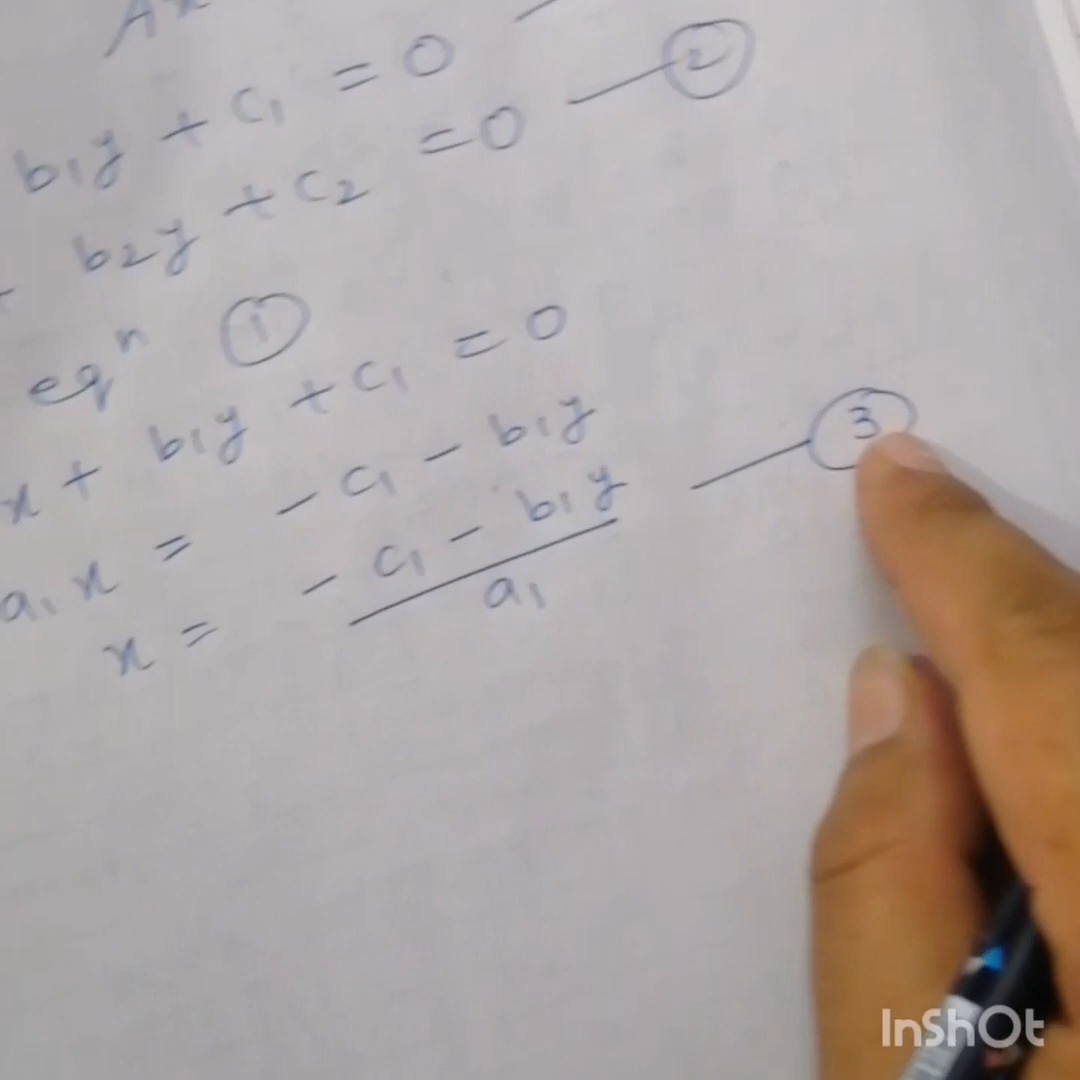 Ax
b₁y + c₁ = 0
b₂y + c₂ = 0 — ②
eqⁿ ①
x + b₁y + c₁ = 0
a₁x = - c₁ - b₁y
x = - c₁ - b₁y / a₁ — ③
InShOt